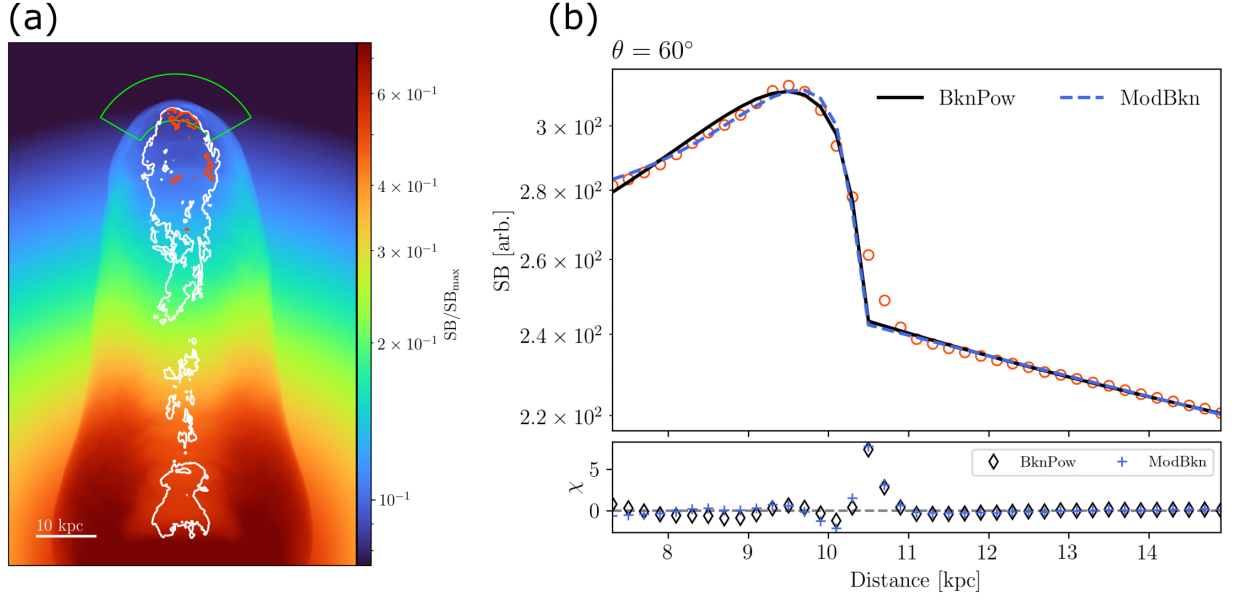 (a)
6 × 10⁻¹
4 × 10⁻¹
3 × 10⁻¹
2 × 10⁻¹
10⁻¹
SB/SBmax
10 kpc
(b)
θ = 60°
BknPow
ModBkn
3 × 10²
2.8 × 10²
2.6 × 10²
2.4 × 10²
2.2 × 10²
SB [arb.]
BknPow
ModBkn
5
0
χ
8 9 10 11 12 13 14
Distance [kpc]